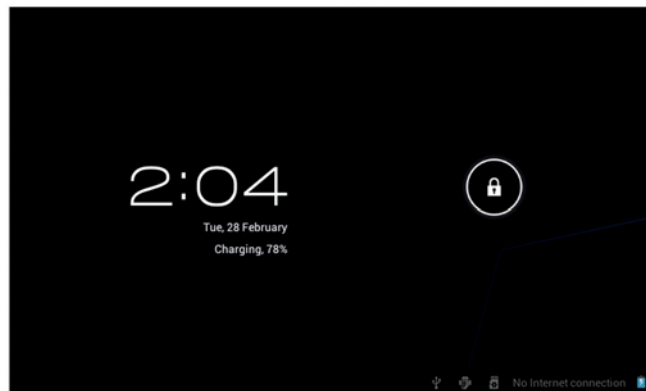 2:04
Tue, 28 February
Charging, 78%
No Internet connection